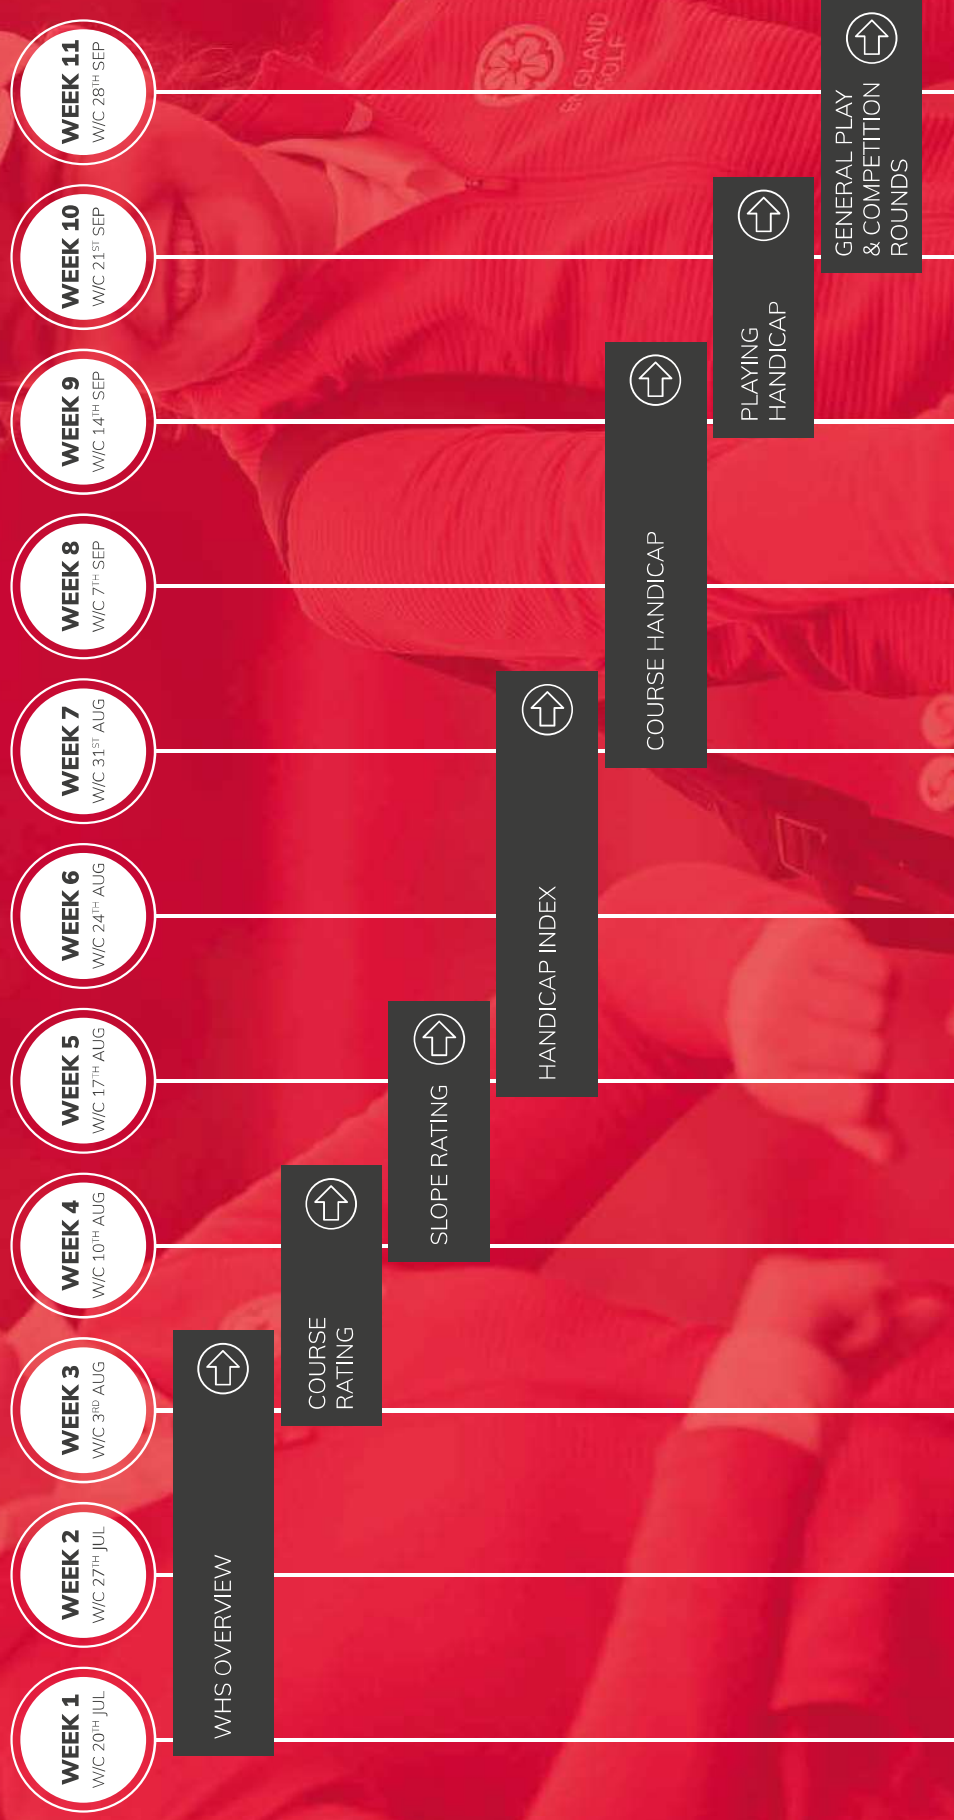 WEEK 1
W/C 20TH JUL
WEEK 2
W/C 27TH JUL
WEEK 3
W/C 3RD AUG
WEEK 4
W/C 10TH AUG
WEEK 5
W/C 17TH AUG
WEEK 6
W/C 24TH AUG
WEEK 7
W/C 31ST AUG
WEEK 8
W/C 7TH SEP
WEEK 9
W/C 14TH SEP
WEEK 10
W/C 21ST SEP
WEEK 11
W/C 28TH SEP
WHS OVERVIEW
COURSE
RATING
SLOPE RATING
HANDICAP INDEX
COURSE HANDICAP
PLAYING
HANDICAP
GENERAL PLAY
& COMPETITION
ROUNDS
ENGLAND
GOLF